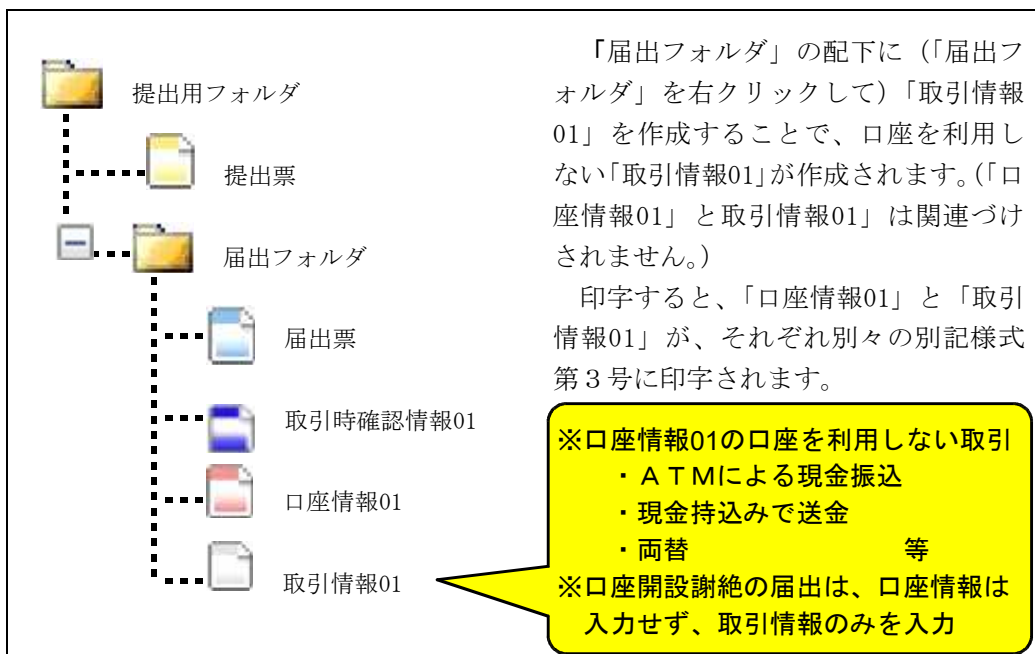 提出用フォルダ
提出票
届出フォルダ
届出票
取引時確認情報01
口座情報01
取引情報01
「届出フォルダ」の配下に（「届出フ
ォルダ」を右クリックして）「取引情報
01」を作成することで、口座を利用し
ない「取引情報01」が作成されます。（「口
座情報01」と取引情報01」は関連づけ
されません。）
印字すると、「口座情報01」と「取引
情報01」が、それぞれ別々の別記様式
第３号に印字されます。
※口座情報01の口座を利用しない取引
・ＡＴＭによる現金振込
・現金持込みで送金
・両替　　　　　　　　等
※口座開設謝絶の届出は、口座情報は
入力せず、取引情報のみを入力